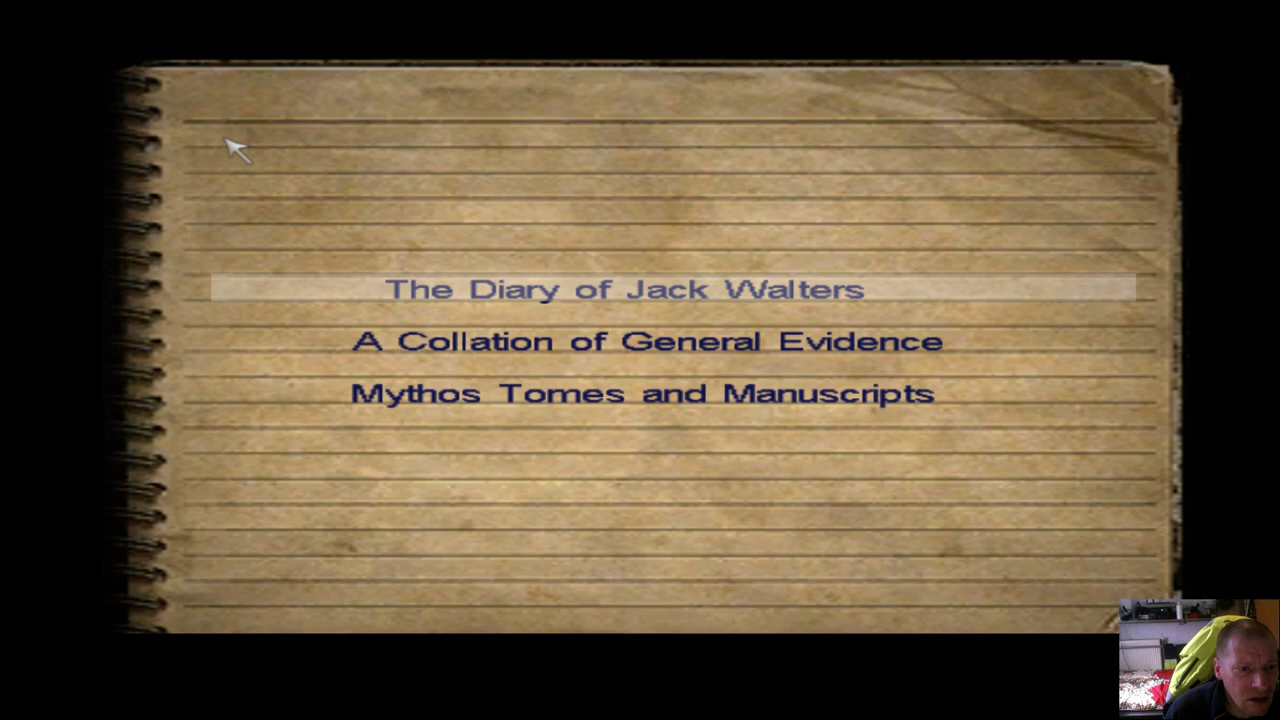 The Diary of Jack Walters
A Collation of General Evidence
Mythos Tomes and Manuscripts